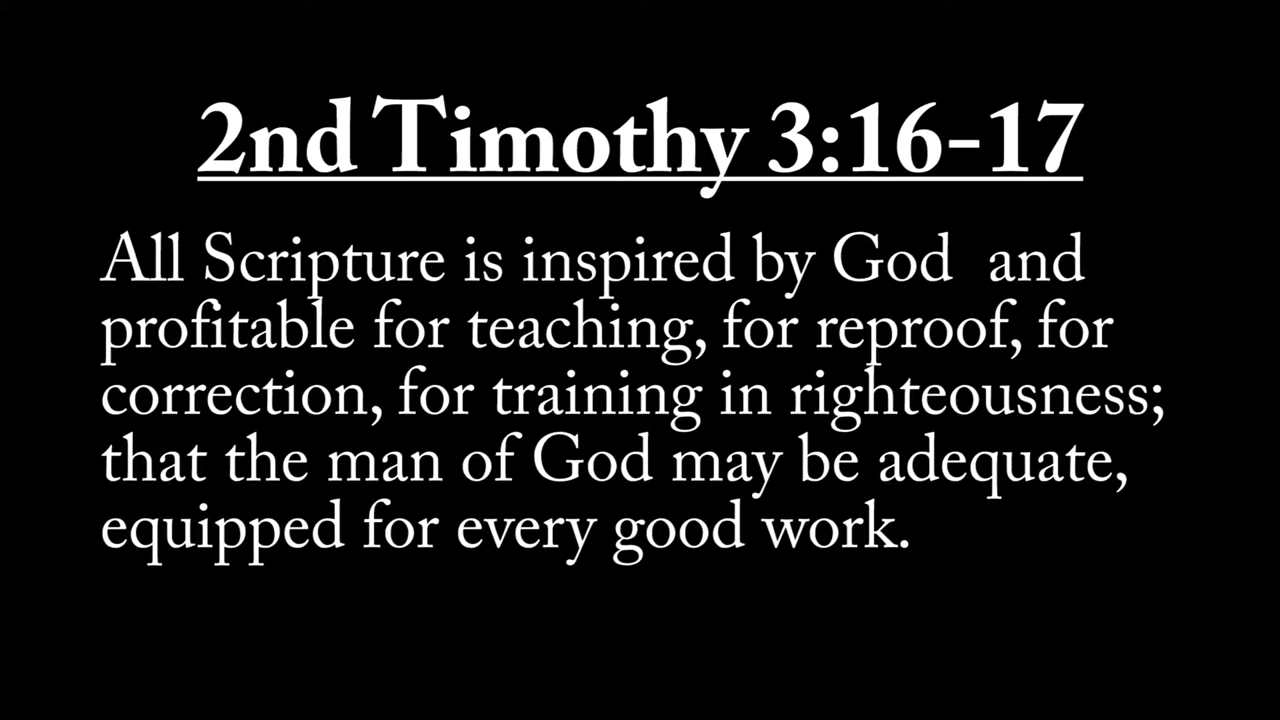 2nd Timothy 3:16-17
All Scripture is inspired by God  and
profitable for teaching, for reproof, for
correction, for training in righteousness;
that the man of God may be adequate,
equipped for every good work.